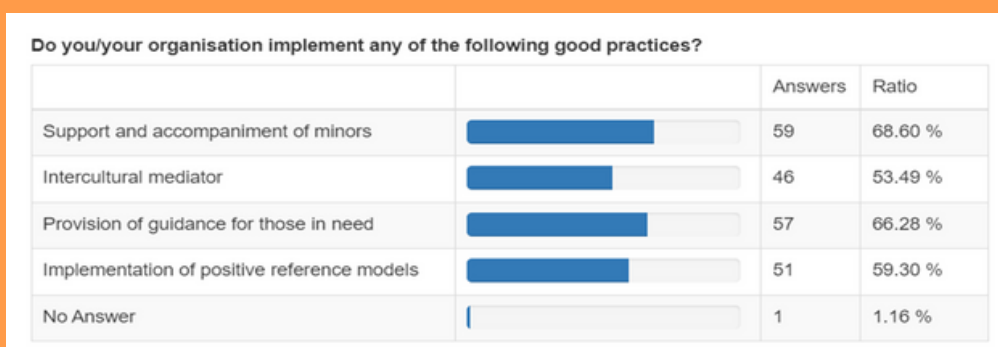 Do you/your organisation implement any of the following good practices?
Answers Ratio
Support and accompaniment of minors 59 68.60 %
Intercultural mediator 46 53.49 %
Provision of guidance for those in need 57 66.28 %
Implementation of positive reference models 51 59.30 %
No Answer 1 1.16 %